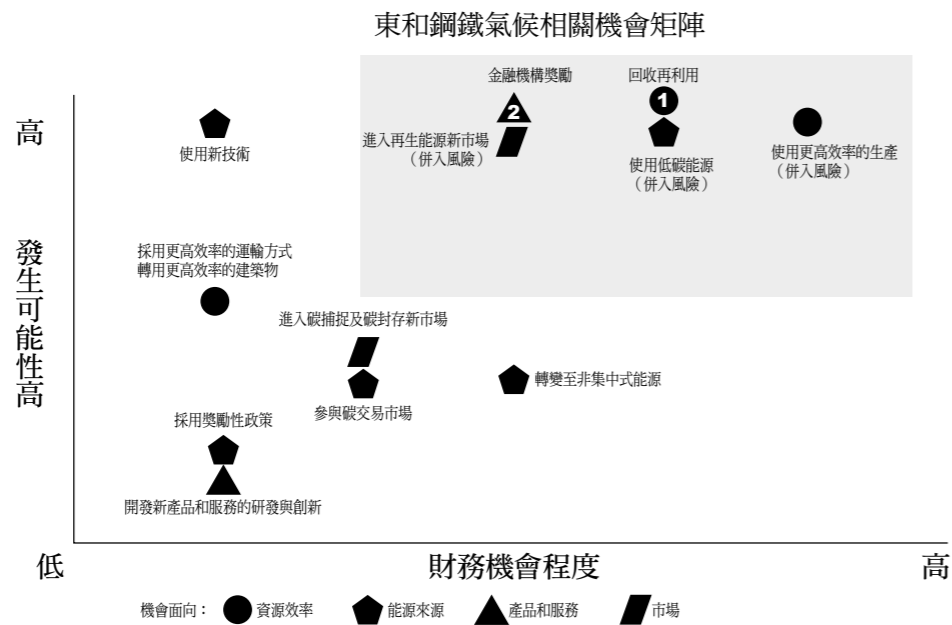 東和鋼鐵氣候相關機會矩陣
金融機構獎勵
回收再利用
1
2
高
使用新技術
進入再生能源新市場
（併入風險）
使用低碳能源
（併入風險）
使用更高效率的生產
（併入風險）
發生可能性高
採用更高效率的運輸方式
轉用更高效率的建築物
進入碳捕捉及碳封存新市場
轉變至非集中式能源
參與碳交易市場
採用獎勵性政策
開發新產品和服務的研發與創新
低
財務機會程度
高
機會面向：
資源效率
能源來源
產品和服務
市場